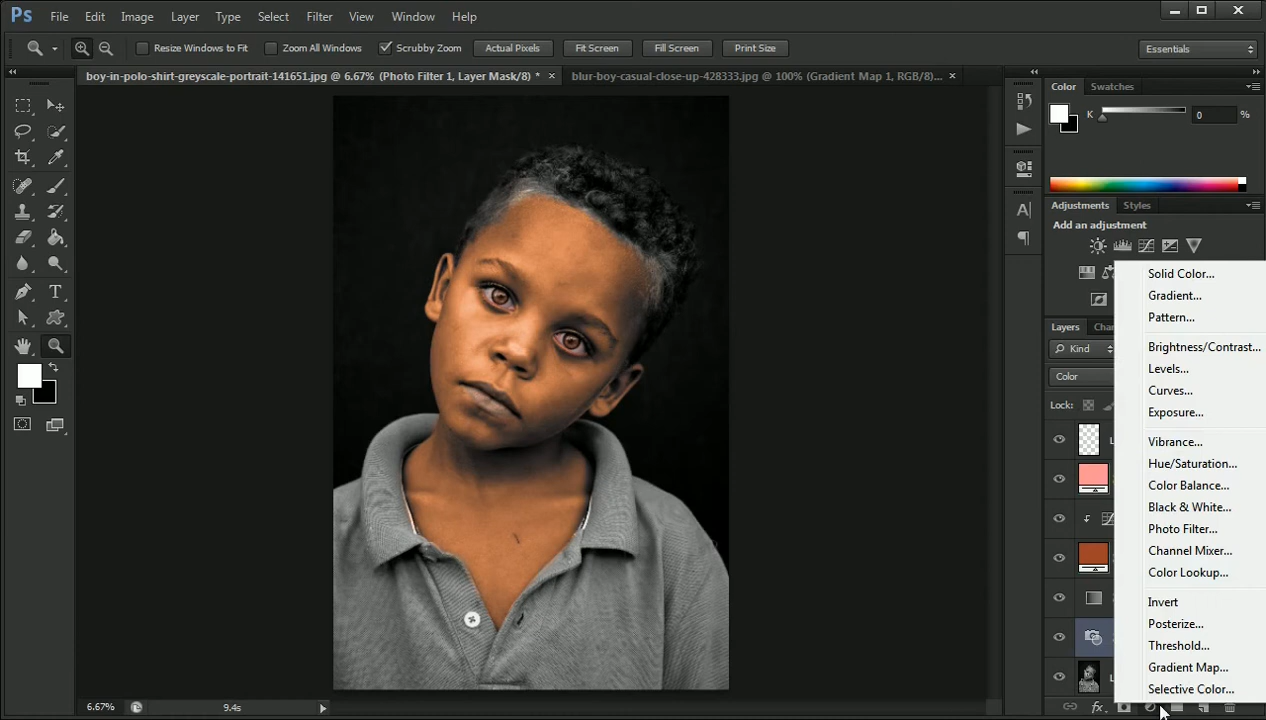 Ps File Edit Image Layer Type Select Filter View Window Help
Resize Windows to Fit Zoom All Windows Scrubby Zoom Actual Pixels Fit Screen Fill Screen Print Size Essentials
boy-in-polo-shirt-greyscale-portrait-141651.jpg @ 6.67% (Photo Filter 1, Layer Mask/8) * × blur-boy-casual-close-up-428333.jpg @ 100% (Gradient Map 1, RGB/8)... ×
Color Swatches
K 0 %
Adjustments Styles
Add an adjustment
Solid Color...
Gradient...
Pattern...
Layers Cha
Kind
Brightness/Contrast...
Levels...
Color
Curves...
Lock:
Exposure...
Vibrance...
Hue/Saturation...
Color Balance...
Black & White...
Photo Filter...
Channel Mixer...
Color Lookup...
Invert
Posterize...
Threshold...
Gradient Map...
Selective Color...
6.67% 9.4s fx